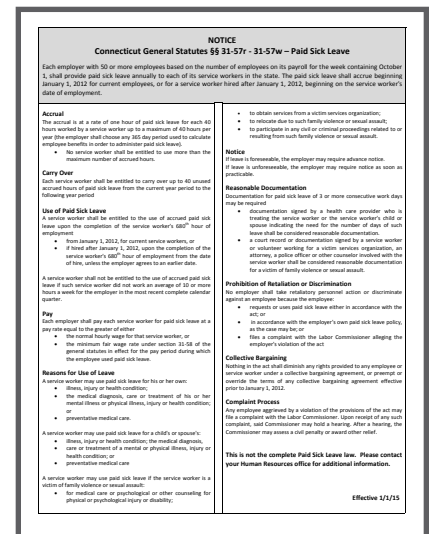 NOTICE
Connecticut General Statutes §§ 31-57r - 31-57w – Paid Sick Leave
Each employer with 50 or more employees based on the number of employees on its payroll for the week containing October
1, shall provide paid sick leave annually to each of its service workers in the state. The paid sick leave shall accrue beginning
January 1, 2012 for current employees, or for a service worker hired after January 1, 2012, beginning on the service worker's
date of employment.
Accrual
The accrual is at a rate of one hour of paid sick leave for each 40
hours worked by a service worker up to a maximum of 40 hours per
year (the employer shall choose any 365 day period used to calculate
employee benefits in order to administer paid sick leave).
• No service worker shall be entitled to use more than the
maximum number of accrued hours.
Carry Over
Each service worker shall be entitled to carry over up to 40 unused
accrued hours of paid sick leave from the current year period to the
following year period
Use of Paid Sick Leave
A service worker shall be entitled to the use of accrued paid sick
leave upon the completion of the service worker's 680th hour of
employment
• from January 1, 2012, for current service workers, or
• if hired after January 1, 2012, upon the completion of the
service worker's 680th hour of employment from the date
of hire, unless the employer agrees to an earlier date.
A service worker shall not be entitled to the use of accrued paid sick
leave if such service worker did not work an average of 10 or more
hours a week for the employer in the most recent complete calendar
quarter.
Pay
Each employer shall pay each service worker for paid sick leave at a
pay rate equal to the greater of either
• the normal hourly wage for that service worker, or
• the minimum fair wage rate under section 31-58 of the
general statutes in effect for the pay period during which
the employee used paid sick leave.
Reasons for Use of Leave
A service worker may use paid sick leave for his or her own:
• illness, injury or health condition;
• the medical diagnosis, care or treatment of his or her
mental illness or physical illness, injury or health condition;
or
• preventative medical care.
A service worker may use paid sick leave for a child's or spouse's:
• illness, injury or health condition; the medical diagnosis,
• care or treatment of a mental or physical illness, injury or
health condition; or
• preventative medical care
A service worker may use paid sick leave if the service worker is a
victim of family violence or sexual assault:
• for medical care or psychological or other counseling for
physical or psychological injury or disability;
• to obtain services from a victim services organization;
• to relocate due to such family violence or sexual assault;
• to participate in any civil or criminal proceedings related to or
resulting from such family violence or sexual assault.
Notice
If leave is foreseeable, the employer may require advance notice.
If leave is unforeseeable, the employer may require notice as soon as
practicable.
Reasonable Documentation
Documentation for paid sick leave of 3 or more consecutive work days
may be required
• documentation signed by a health care provider who is
treating the service worker or the service worker's child or
spouse indicating the need for the number of days of such
leave shall be considered reasonable documentation.
• a court record or documentation signed by a service worker
or volunteer working for a victim services organization, an
attorney, a police officer or other counselor involved with the
service worker shall be considered reasonable documentation
for a victim of family violence or sexual assault.
Prohibition of Retaliation or Discrimination
No employer shall take retaliatory personnel action or discriminate
against an employee because the employee:
• requests or uses paid sick leave either in accordance with the
act; or
• in accordance with the employer's own paid sick leave policy,
as the case may be; or
• files a complaint with the Labor Commissioner alleging the
employer's violation of the act
Collective Bargaining
Nothing in the act shall diminish any rights provided to any employee or
service worker under a collective bargaining agreement, or preempt or
override the terms of any collective bargaining agreement effective
prior to January 1, 2012.
Complaint Process
Any employee aggrieved by a violation of the provisions of the act may
file a complaint with the Labor Commissioner. Upon receipt of any such
complaint, said Commissioner may hold a hearing. After a hearing, the
Commissioner may assess a civil penalty or award other relief.
This is not the complete Paid Sick Leave law. Please contact
your Human Resources office for additional information.
Effective 1/1/15